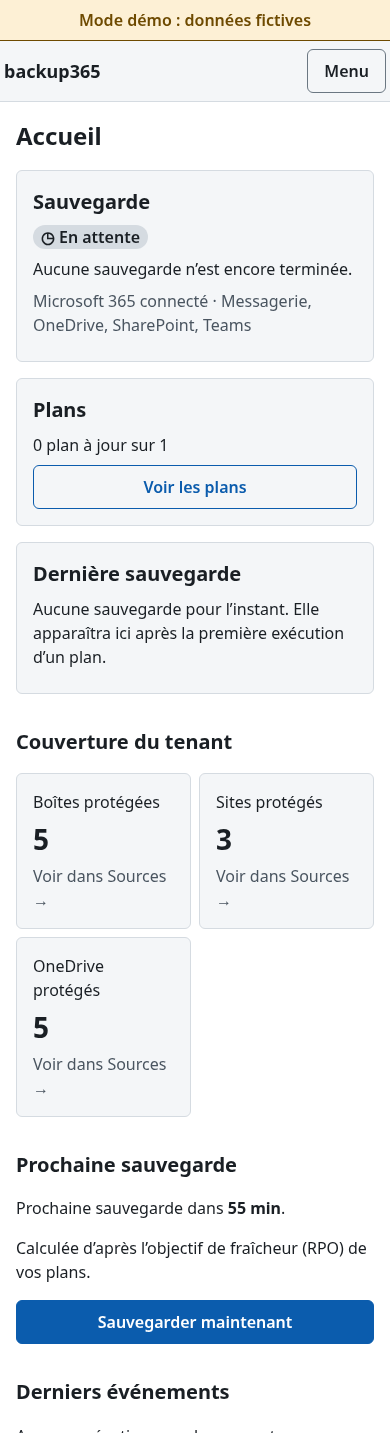 Mode démo : données fictives
backup365
Menu
Accueil
Sauvegarde
En attente
Aucune sauvegarde n’est encore terminée.
Microsoft 365 connecté · Messagerie,
OneDrive, SharePoint, Teams
Plans
0 plan à jour sur 1
Voir les plans
Dernière sauvegarde
Aucune sauvegarde pour l’instant. Elle
apparaîtra ici après la première exécution
d’un plan.
Couverture du tenant
Boîtes protégées
5
Voir dans Sources
→
Sites protégés
3
Voir dans Sources
→
OneDrive
protégés
5
Voir dans Sources
→
Prochaine sauvegarde
Prochaine sauvegarde dans 55 min.
Calculée d’après l’objectif de fraîcheur (RPO) de
vos plans.
Sauvegarder maintenant
Derniers événements